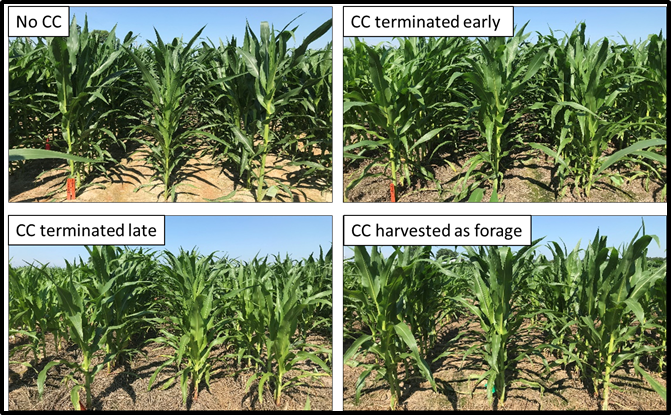 No CC
CC terminated early
CC terminated late
CC harvested as forage